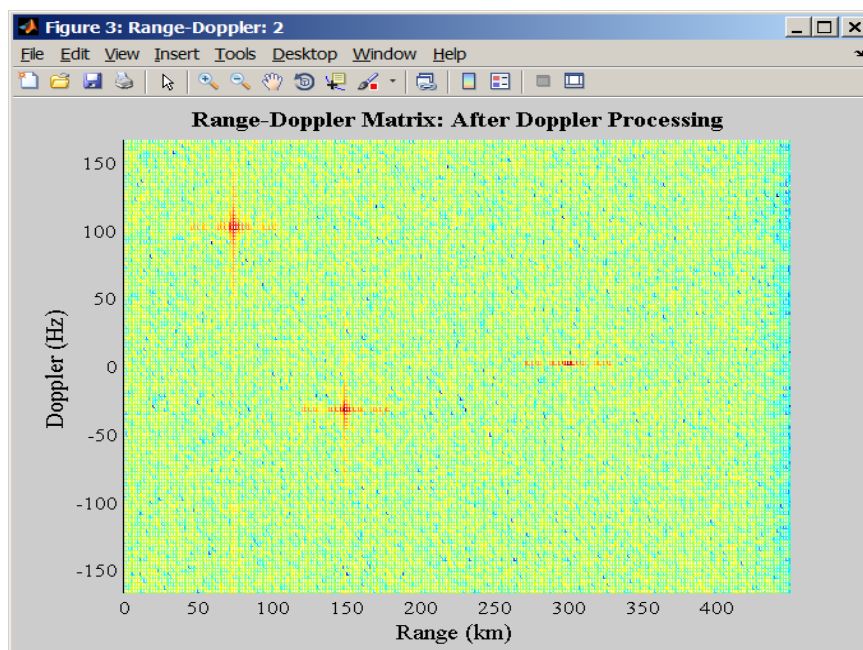 Figure 3: Range-Doppler: 2
File Edit View Insert Tools Desktop Window Help
Range-Doppler Matrix: After Doppler Processing
150
100
50
0
-50
-100
-150
Doppler (Hz)
0 50 100 150 200 250 300 350 400
Range (km)